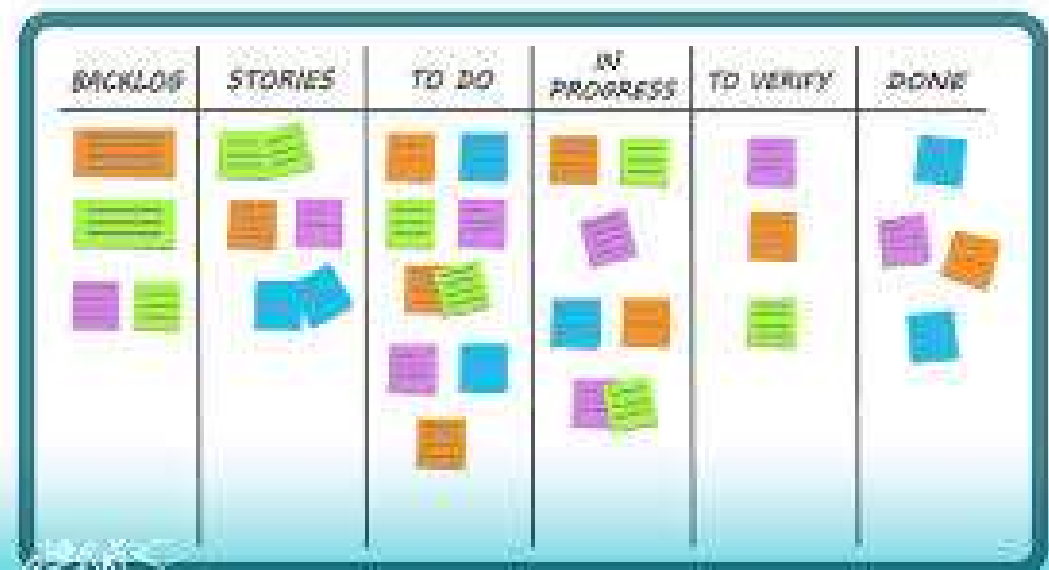 BACKLOG
STORIES
TO DO
IN
PROGRESS
TO VERIFY
DONE